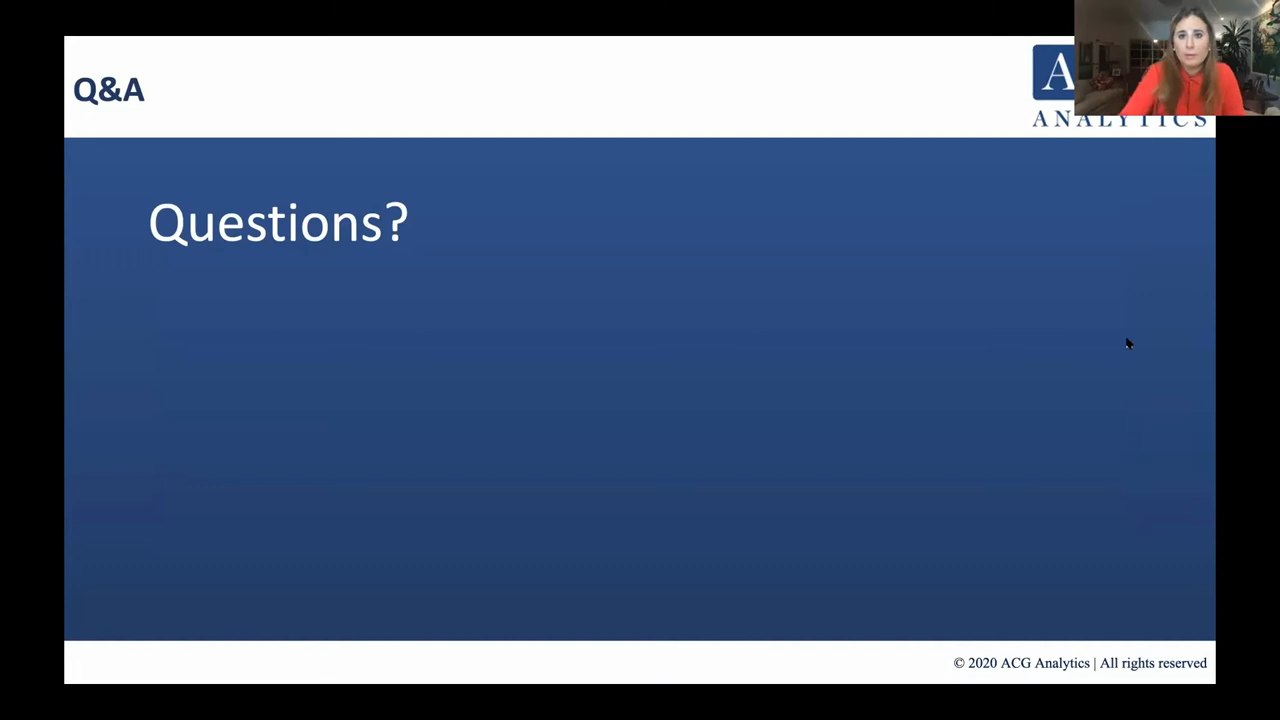 Q&A
A
ANALYTICS
Questions?
© 2020 ACG Analytics | All rights reserved